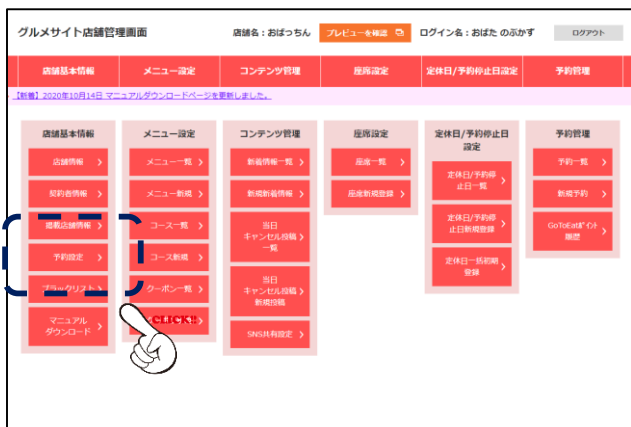 グルメサイト店舗管理画面
店舗名：おばっちん
プレビューを確認
ログイン名：おばた のぶかず
ログアウト
店舗基本情報
メニュー設定
コンテンツ管理
座席設定
定休日/予約停止日設定
予約管理
【新着】2020年10月14日 マニュアルダウンロードページを更新しました。
店舗基本情報
店舗情報
契約者情報
掲載店舗情報
予約設定
ブラックリスト
マニュアル
ダウンロード
メニュー設定
メニュー一覧
メニュー新規
コース一覧
コース新規
クーポン一覧
CLICK!!
コンテンツ管理
新着情報一覧
新規新着情報
当日
キャンセル投稿
一覧
当日
キャンセル投稿
新規投稿
SNS共有設定
座席設定
座席一覧
座席新規登録
定休日/予約停止日
設定
定休日/予約停
止日一覧
定休日/予約停
止日新規登録
定休日一括初期
登録
予約管理
予約一覧
新規予約
GoToEatﾎﾟｲﾝﾄ
履歴